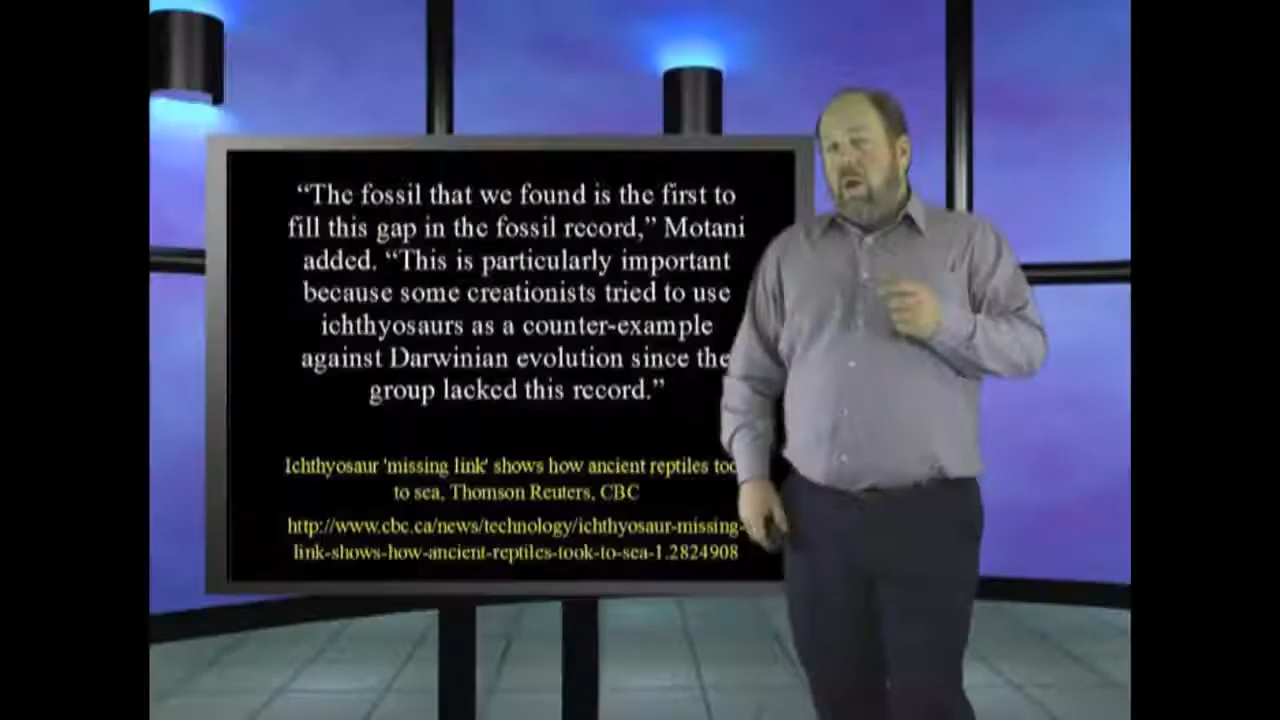 “The fossil that we found is the first to
fill this gap in the fossil record,” Motani
added. “This is particularly important
because some creationists tried to use
ichthyosaurs as a counter-example
against Darwinian evolution since the
group lacked this record.”
Ichthyosaur 'missing link' shows how ancient reptiles too
to sea, Thomson Reuters, CBC
http://www.cbc.ca/news/technology/ichthyosaur-missing-
link-shows-how-ancient-reptiles-took-to-sea-1.2824908